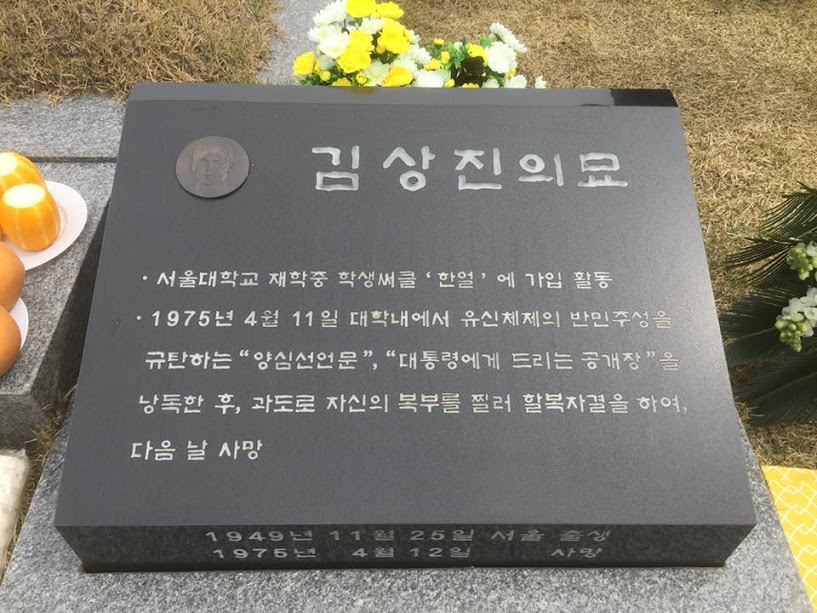 김상진의묘
· 서울대학교 재학중 학생써클 ‘한얼’ 에 가입 활동
· 1975년 4월 11일 대학내에서 유신체제의 반민주성을
규탄하는 “양심선언문”, “대통령에게 드리는 공개장”을
낭독한 후, 과도로 자신의 복부를 찔러 할복자결을 하여,
다음 날 사망
1949년 11월 25일 서울 출생
1975년 4월 12일 사망